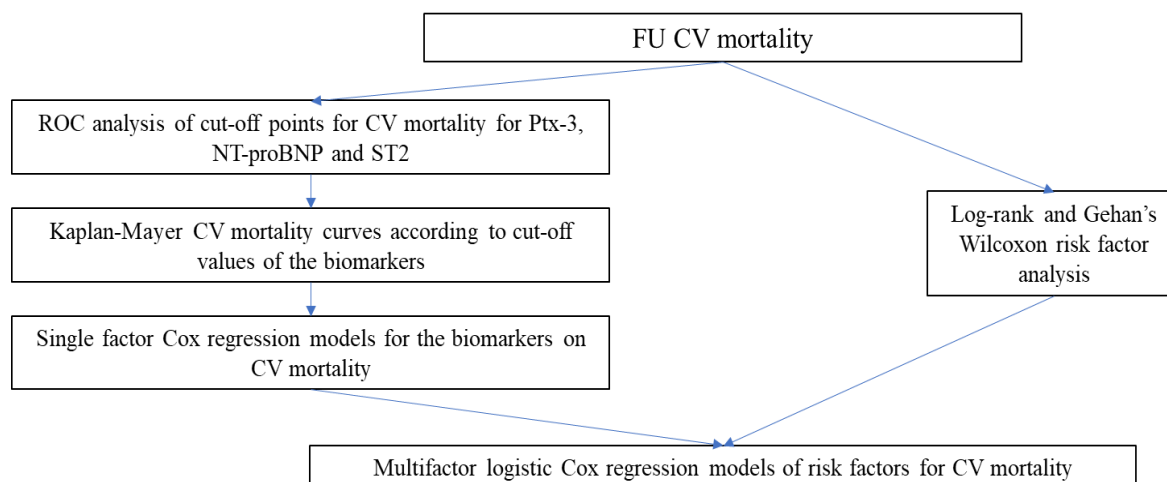 FU CV mortality
ROC analysis of cut-off points for CV mortality for Ptx-3,
NT-proBNP and ST2
Kaplan-Mayer CV mortality curves according to cut-off
values of the biomarkers
Single factor Cox regression models for the biomarkers on
CV mortality
Log-rank and Gehan's
Wilcoxon risk factor
analysis
Multifactor logistic Cox regression models of risk factors for CV mortality